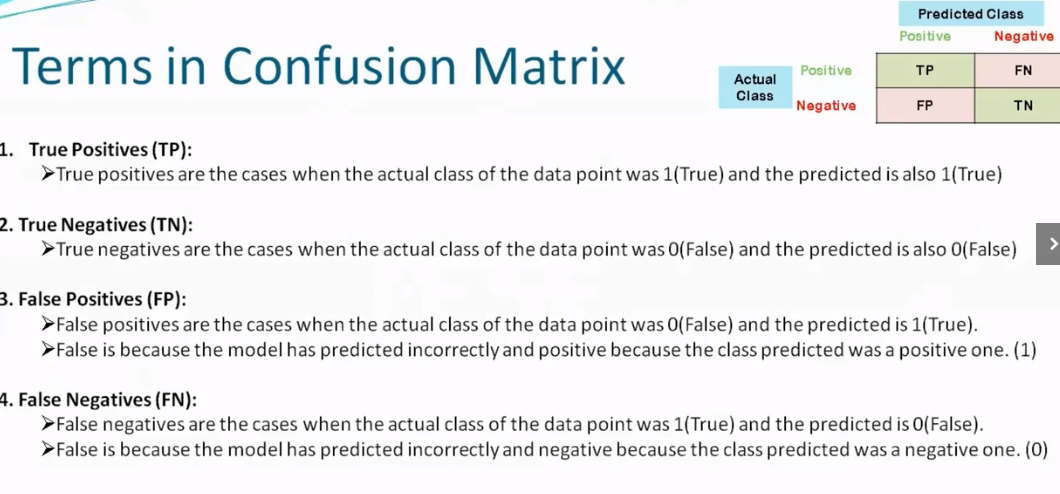 Terms in Confusion Matrix
Predicted Class
Positive Negative
Actual Class
Positive TP FN
Negative FP TN
1. True Positives (TP):
➢True positives are the cases when the actual class of the data point was 1(True) and the predicted is also 1(True)
2. True Negatives (TN):
➢True negatives are the cases when the actual class of the data point was 0(False) and the predicted is also 0(False)
3. False Positives (FP):
➢False positives are the cases when the actual class of the data point was 0(False) and the predicted is 1(True).
➢False is because the model has predicted incorrectly and positive because the class predicted was a positive one. (1)
4. False Negatives (FN):
➢False negatives are the cases when the actual class of the data point was 1(True) and the predicted is 0(False).
➢False is because the model has predicted incorrectly and negative because the class predicted was a negative one. (0)